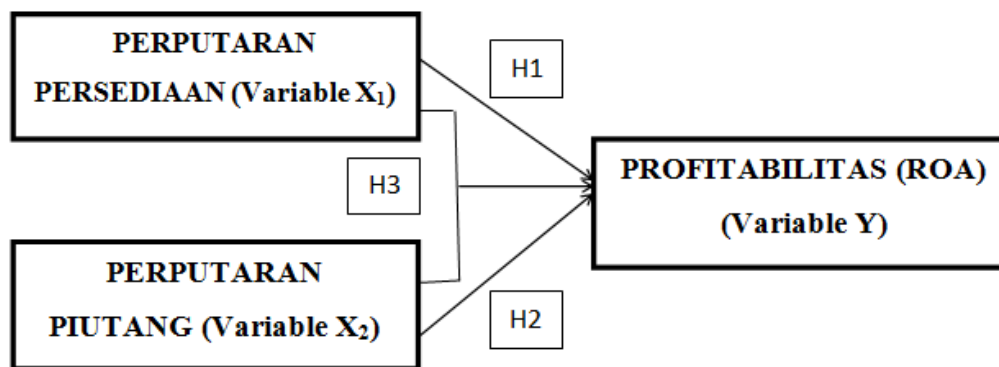 PERPUTARAN
PERSEDIAAN (Variable X₁)
H1
H3
PROFITABILITAS (ROA)
(Variable Y)
PERPUTARAN
PIUTANG (Variable X₂)
H2